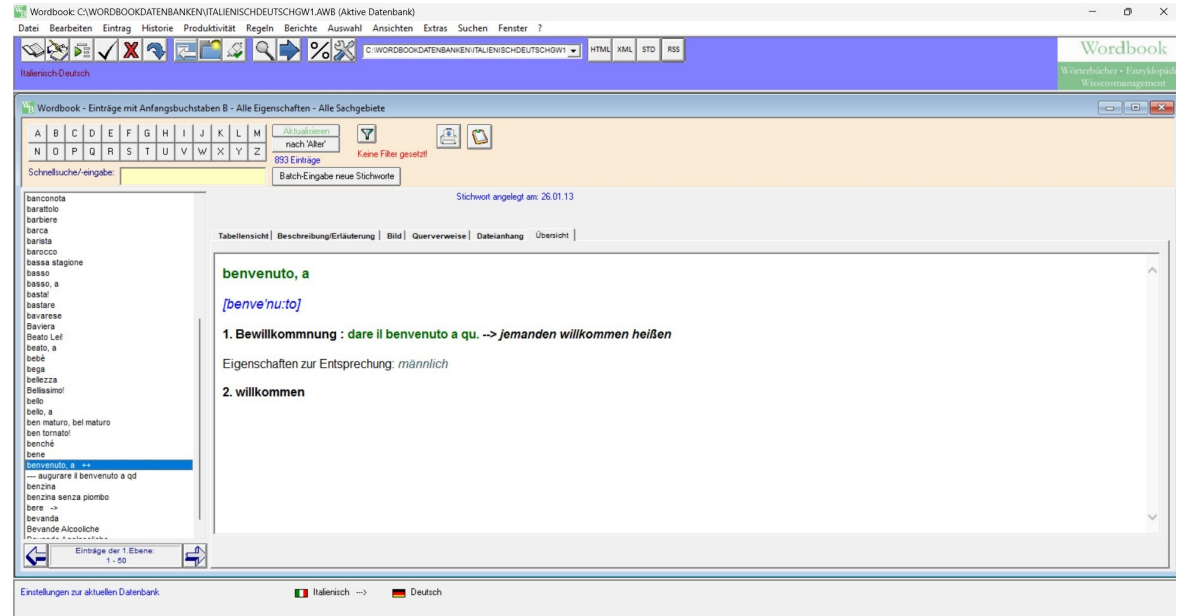 Wordbook: C:\WORDBOOKDATENBANKEN\ITALIENISCHDEUTSCHGW1.AWB (Aktive Datenbank)
Datei Bearbeiten Eintrag Historie Produktivität Regeln Berichte Auswahl Ansichten Extras Suchen Fenster ?
C:\WORDBOOKDATENBANKEN\ITALIENISCHDEUTSCHGW1 HTML XML STD RSS
Wordbook
Italienisch-Deutsch
Wörterbücher • Enzyklopädi
Wissensmanagement
Wordbook - Einträge mit Anfangsbuchstaben B - Alle Eigenschaften - Alle Sachgebiete
A B C D E F G H I J K L M
Aktualisieren
N O P Q R S T U V W X Y Z
nach 'Alter'
893 Einträge
Keine Filter gesetzt!
Schnellsuche/-eingabe:
Batch-Eingabe neue Stichworte
Stichwort angelegt am: 26.01.13
banconota
barattolo
barbiere
barca
barista
barocco
bassa stagione
basso
basso, a
basta!
bastare
bavarese
Baviera
Beato Lei!
beato, a
bebè
bega
bellezza
Bellissimo!
bello
bello, a
ben maturo, bel maturo
ben tornato!
benché
bene
benvenuto, a ++
--- augurare il benvenuto a qd
benzina
benzina senza piombo
bere ->
bevanda
Bevande Alcooliche
Tabellensicht Beschreibung/Erläuterung Bild Querverweise Dateianhang Übersicht
benvenuto, a
[benve'nu:to]
1. Bewillkommnung : dare il benvenuto a qu. --> jemanden willkommen heißen
Eigenschaften zur Entsprechung: männlich
2. willkommen
Einträge der 1.Ebene:
1 - 50
Einstellungen zur aktuellen Datenbank
Italienisch ---> Deutsch